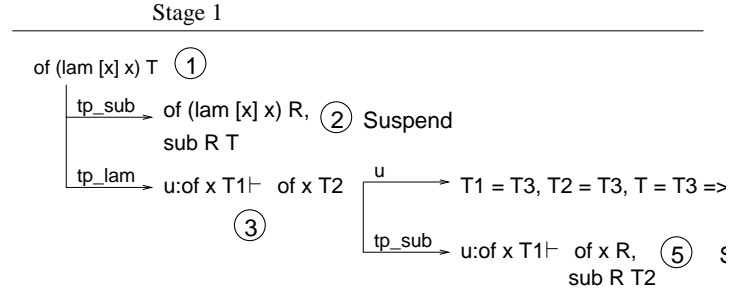 Stage 1
of (lam [x] x) T 1
tp_sub of (lam [x] x) R, 2 Suspend
sub R T
tp_lam u:of x T1⊢ of x T2 u T1 = T3, T2 = T3, T = T3 =>
3
tp_sub u:of x T1⊢ of x R, 5
sub R T2